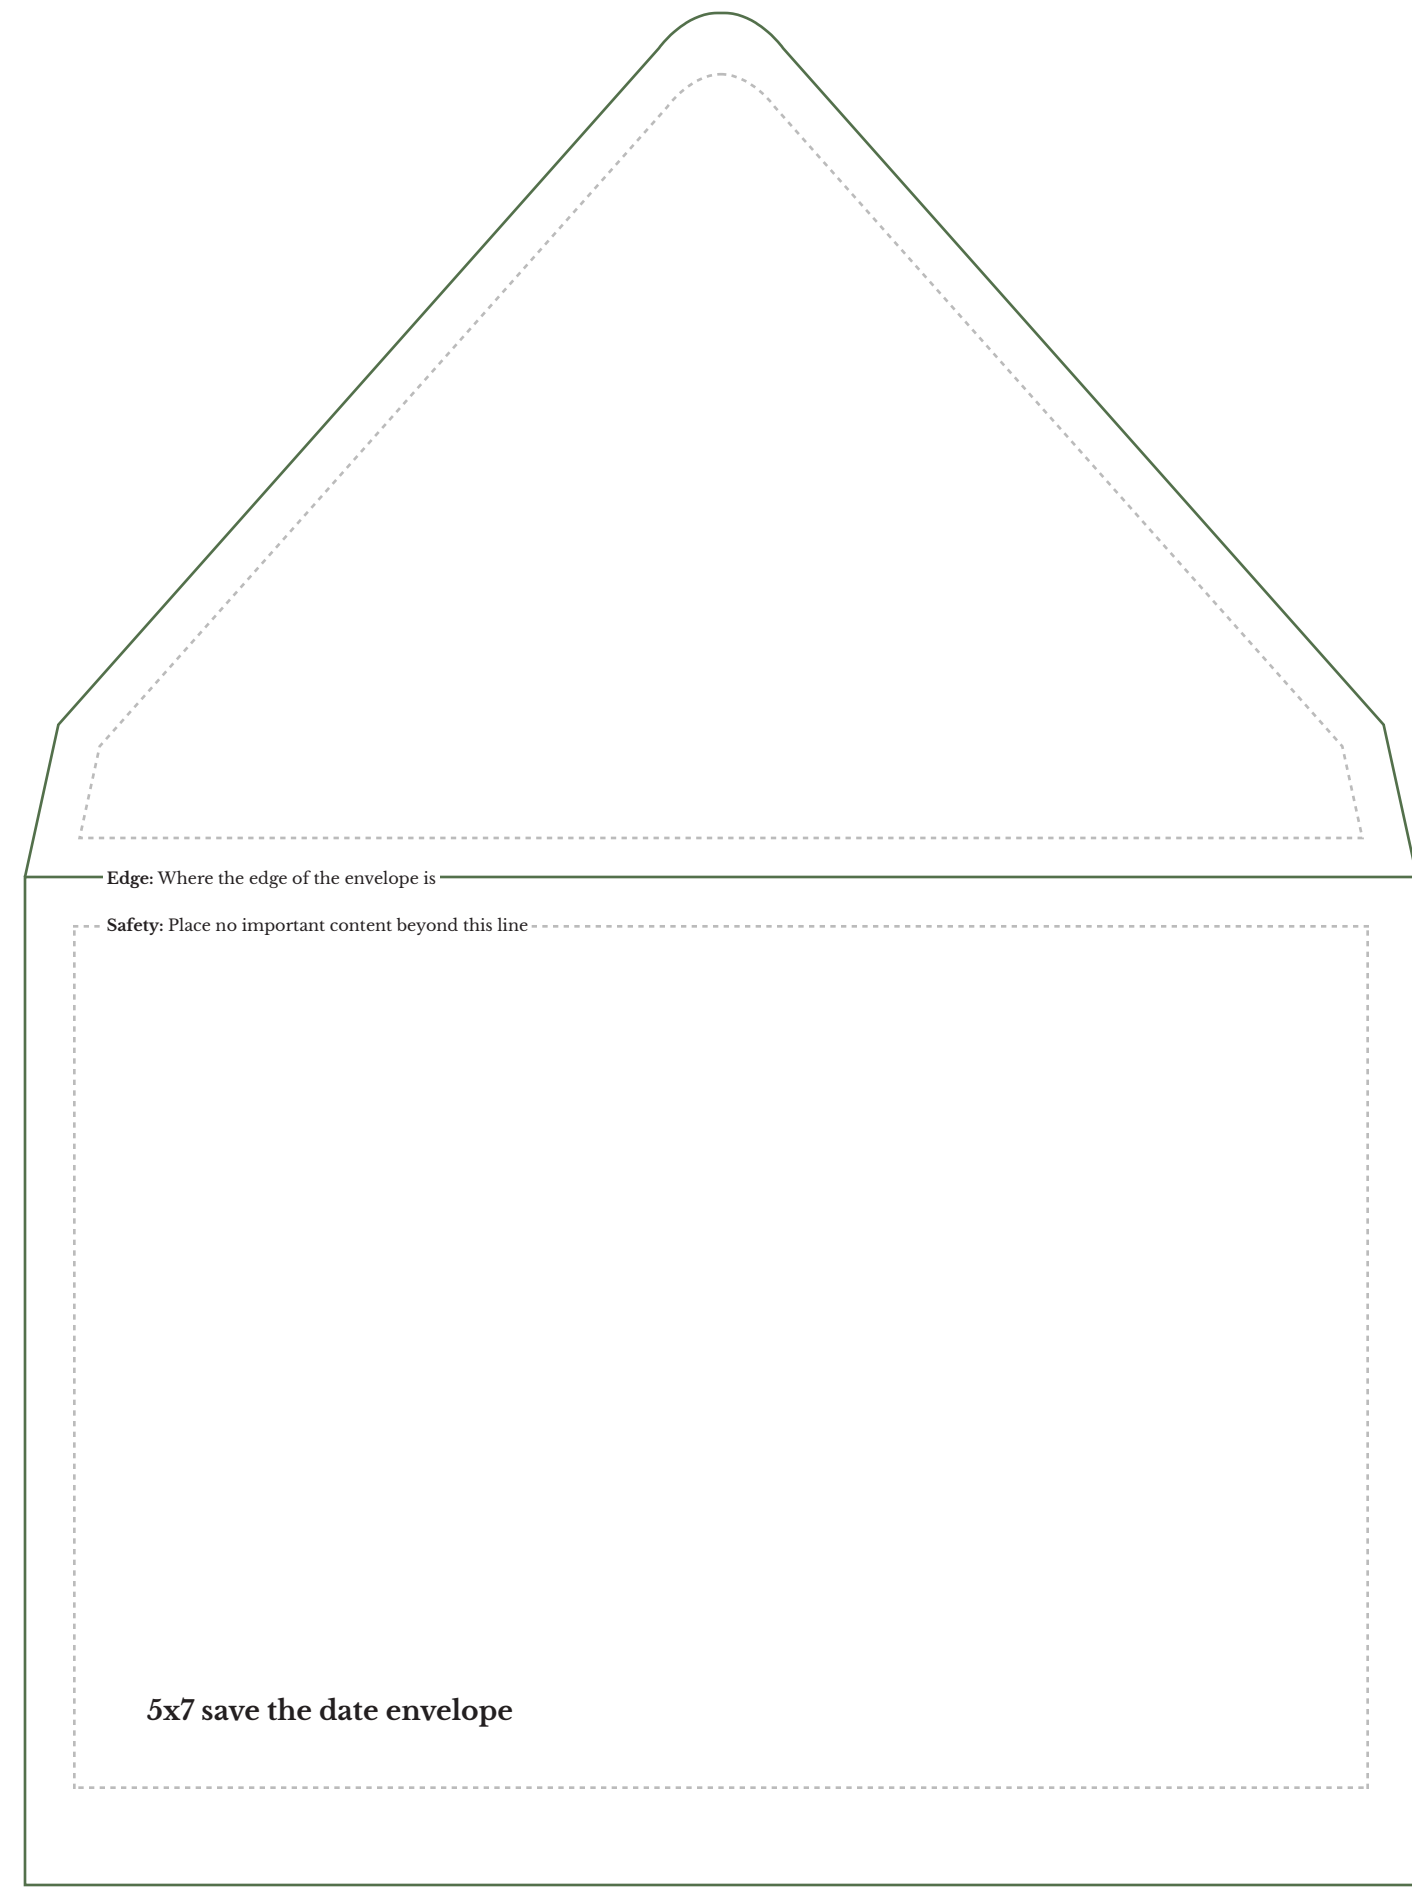 Edge: Where the edge of the envelope is
Safety: Place no important content beyond this line
5x7 save the date envelope